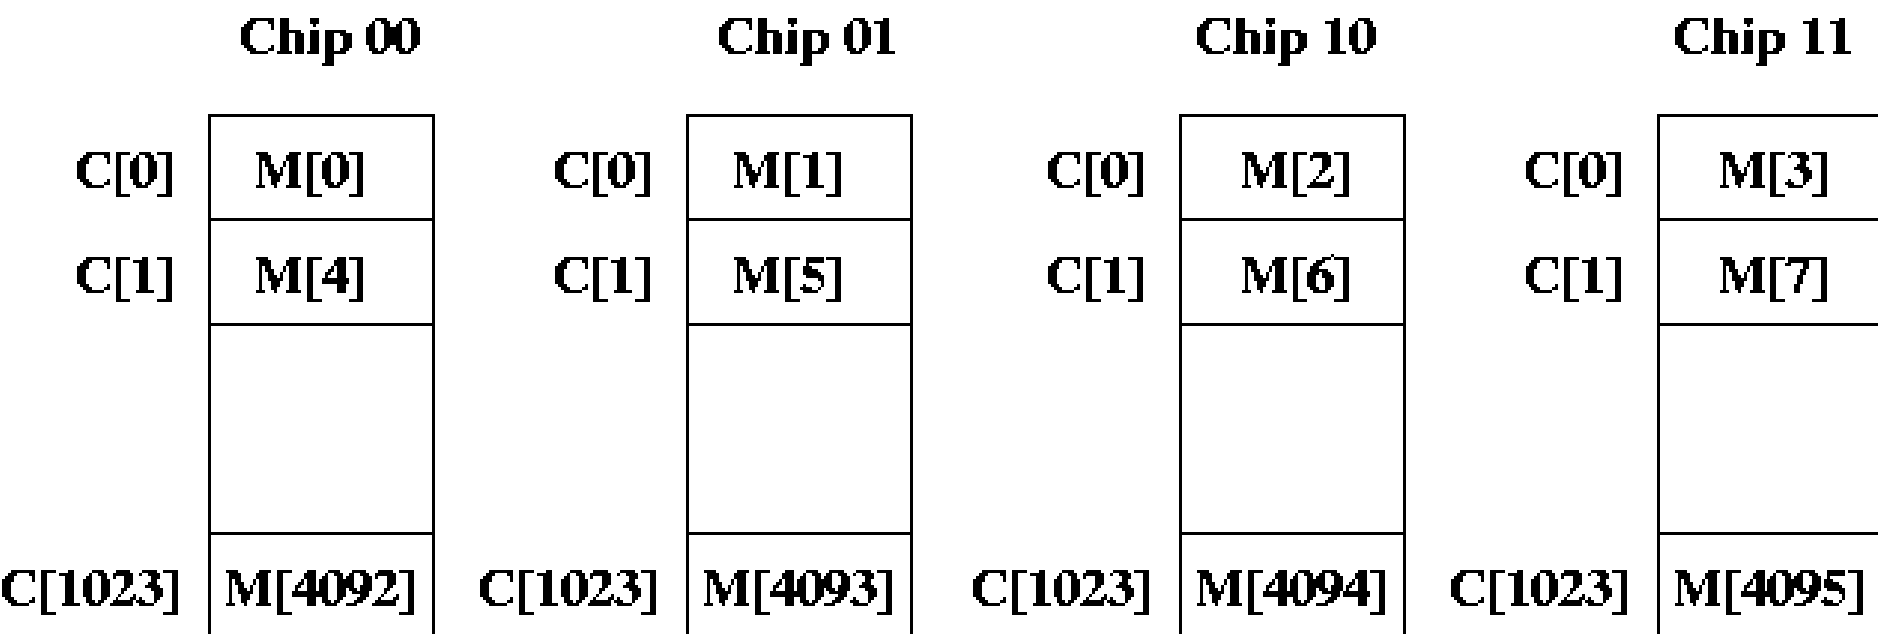 Chip 00 Chip 01 Chip 10 Chip 11
C[0] M[0] C[0] M[1] C[0] M[2] C[0] M[3]
C[1] M[4] C[1] M[5] C[1] M[6] C[1] M[7]
C[1023] M[4092] C[1023] M[4093] C[1023] M[4094] C[1023] M[4095]